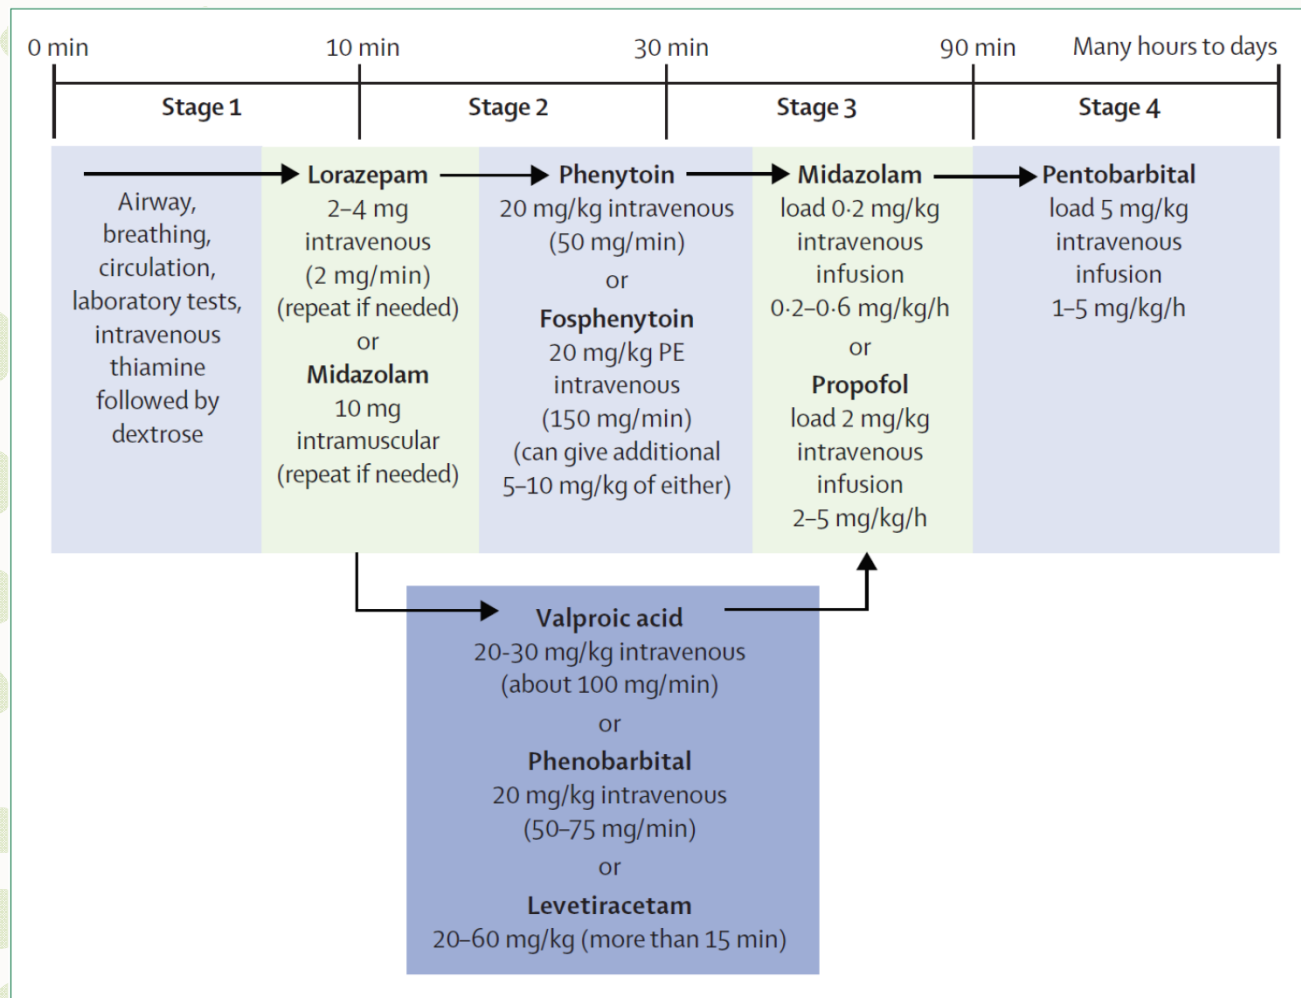 0 min
10 min
30 min
90 min
Many hours to days
Stage 1
Stage 2
Stage 3
Stage 4
Airway,
breathing,
circulation,
laboratory tests,
intravenous
thiamine
followed by
dextrose
Lorazepam
2–4 mg
intravenous
(2 mg/min)
(repeat if needed)
or
Midazolam
10 mg
intramuscular
(repeat if needed)
Phenytoin
20 mg/kg intravenous
(50 mg/min)
or
Fosphenytoin
20 mg/kg PE
intravenous
(150 mg/min)
(can give additional
5–10 mg/kg of either)
Midazolam
load 0·2 mg/kg
intravenous
infusion
0·2–0·6 mg/kg/h
or
Propofol
load 2 mg/kg
intravenous
infusion
2–5 mg/kg/h
Pentobarbital
load 5 mg/kg
intravenous
infusion
1–5 mg/kg/h
Valproic acid
20-30 mg/kg intravenous
(about 100 mg/min)
or
Phenobarbital
20 mg/kg intravenous
(50–75 mg/min)
or
Levetiracetam
20–60 mg/kg (more than 15 min)